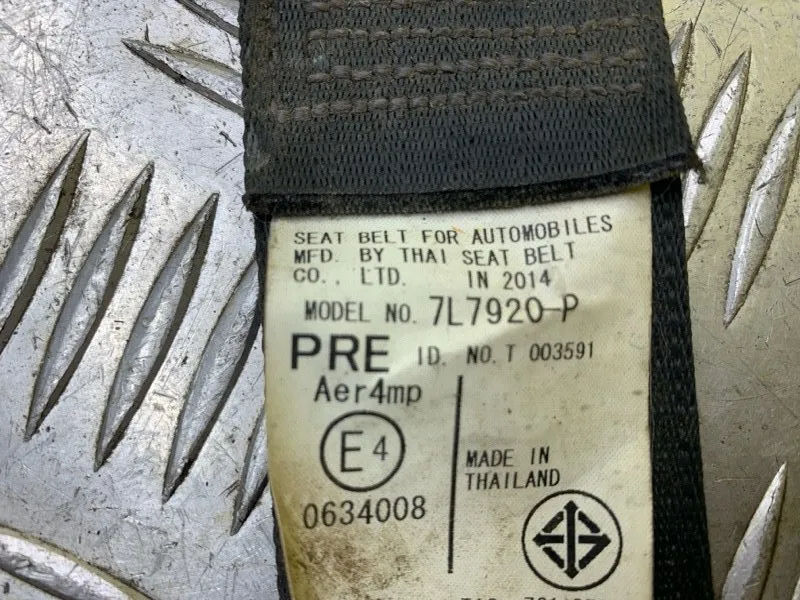 SEAT BELT FOR AUTOMOBILES
MFD. BY THAI SEAT BELT
CO., LTD. IN 2014
MODEL NO. 7L7920-P
PRE ID. NO. T 003591
Aer4mp
E4
0634008
MADE IN
THAILAND